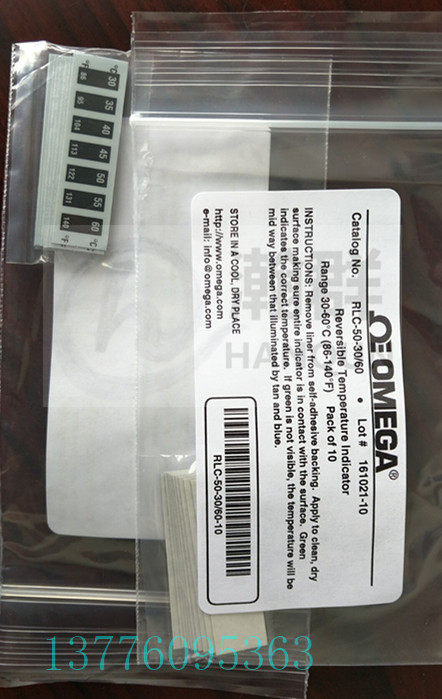 Ω OMEGA®
Catalog No. RLC-50-30/60 • Lot # 161021-10
Reversible Temperature Indicator
Range 30-60°C (86-140°F) Pack of 10
INSTRUCTIONS: Remove liner from self-adhesive backing. Apply to clean, dry
surface making sure entire indicator is in contact with the surface. Green
indicates the correct temperature. If green is not visible, the temperature will be
mid way between that illuminated by tan and blue.
STORE IN A COOL, DRY PLACE
http://www.omega.com
e-mail: info@omega.com
RLC-50-30/60-10
°C 30 35 40 45 50 55 60 °C
°F 86 95 104 113 122 131 140 °F
13776095363